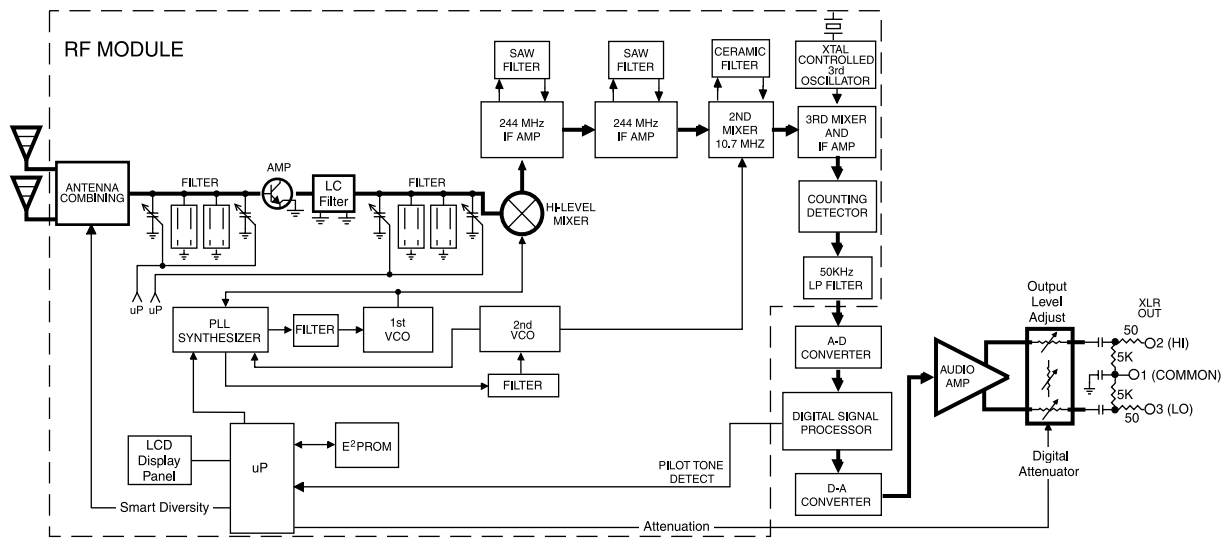 RF MODULE
SAW
FILTER
SAW
FILTER
CERAMIC
FILTER
XTAL
CONTROLLED
3rd
OSCILLATOR
244 MHz
IF AMP
244 MHz
IF AMP
2ND
MIXER
10.7 MHZ
3RD MIXER
AND
IF AMP
ANTENNA
COMBINING
FILTER
AMP
LC
Filter
FILTER
HI-LEVEL
MIXER
COUNTING
DETECTOR
50KHz
LP FILTER
uP
uP
PLL
SYNTHESIZER
FILTER
1st
VCO
2nd
VCO
FILTER
A-D
CONVERTER
DIGITAL SIGNAL
PROCESSOR
D-A
CONVERTER
AUDIO
AMP
Output
Level
Adjust
XLR
OUT
50
2 (HI)
5K
1 (COMMON)
5K
3 (LO)
50
Digital
Attenuator
LCD
Display
Panel
uP
E²PROM
PILOT TONE
DETECT
Smart Diversity
Attenuation